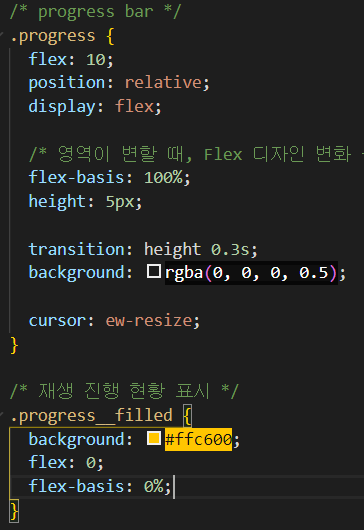 /* progress bar */
.progress {
flex: 10;
position: relative;
display: flex;
/* 영역이 변할 때, Flex 디자인 변화
flex-basis: 100%;
height: 5px;
transition: height 0.3s;
background: rgba(0, 0, 0, 0.5);
cursor: ew-resize;
}
/* 재생 진행 현황 표시 */
.progress__filled {
background: #ffc600;
flex: 0;
flex-basis: 0%;
}